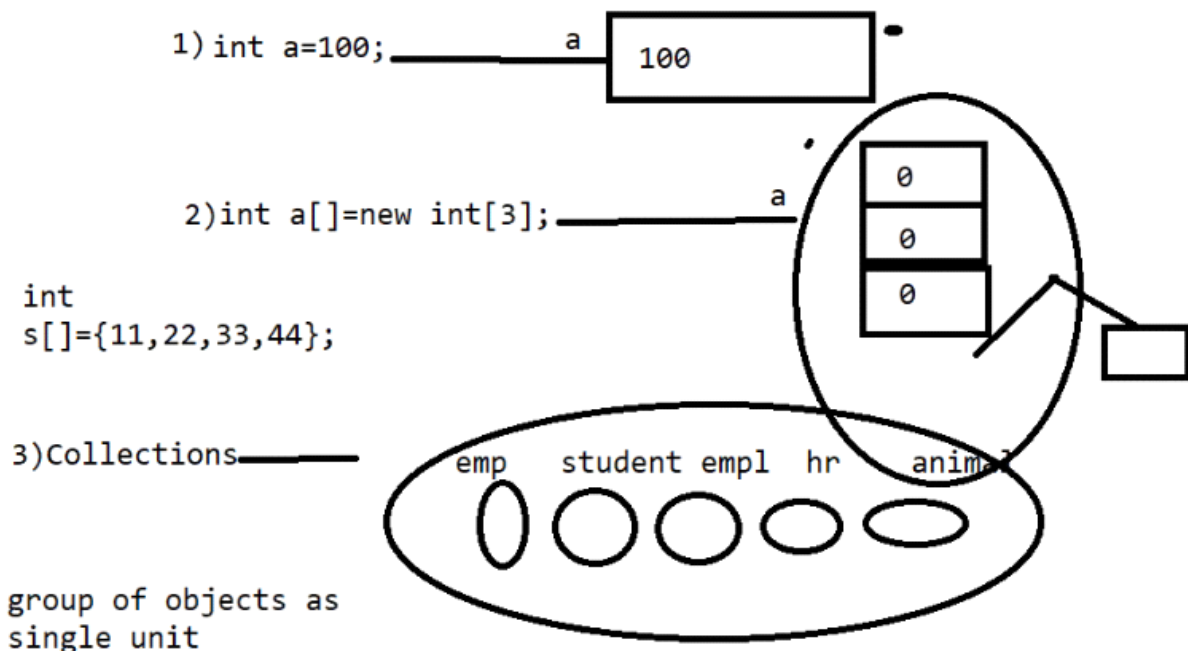 1)int a=100;
a
100
2)int a[]=new int[3];
a
0
0
0
int
s[]={11,22,33,44};
3)Collections
emp student empl hr animal
group of objects as
single unit